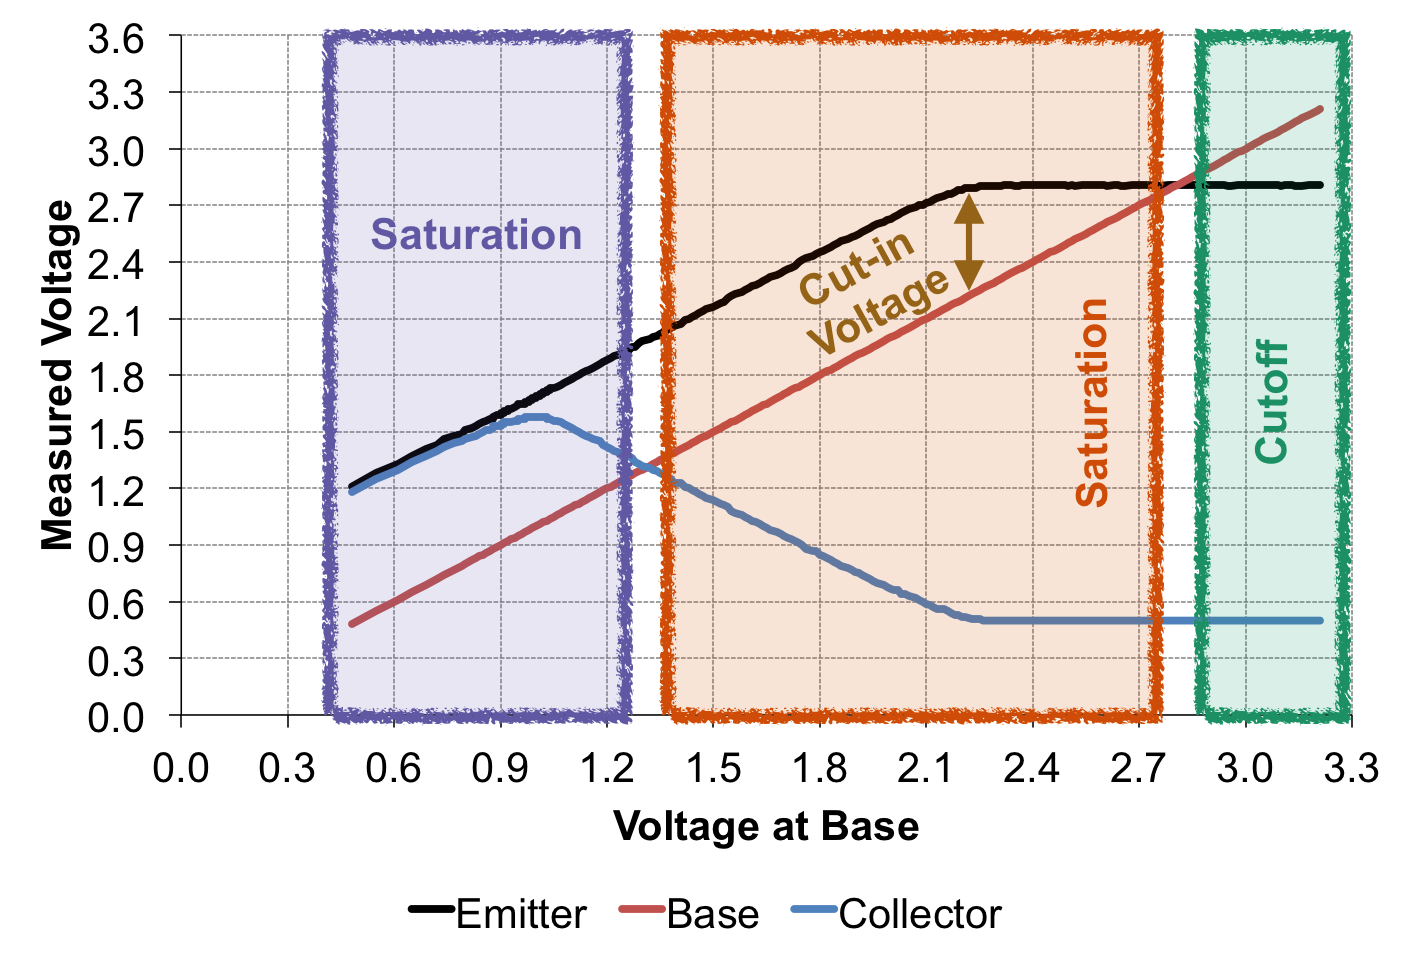 3.6
3.3
3.0
2.7
2.4
2.1
1.8
1.5
1.2
0.9
0.6
0.3
0.0
Measured Voltage
Saturation
Cut-in
Voltage
Saturation
Cutoff
0.0 0.3 0.6 0.9 1.2 1.5 1.8 2.1 2.4 2.7 3.0 3.3
Voltage at Base
Emitter Base Collector